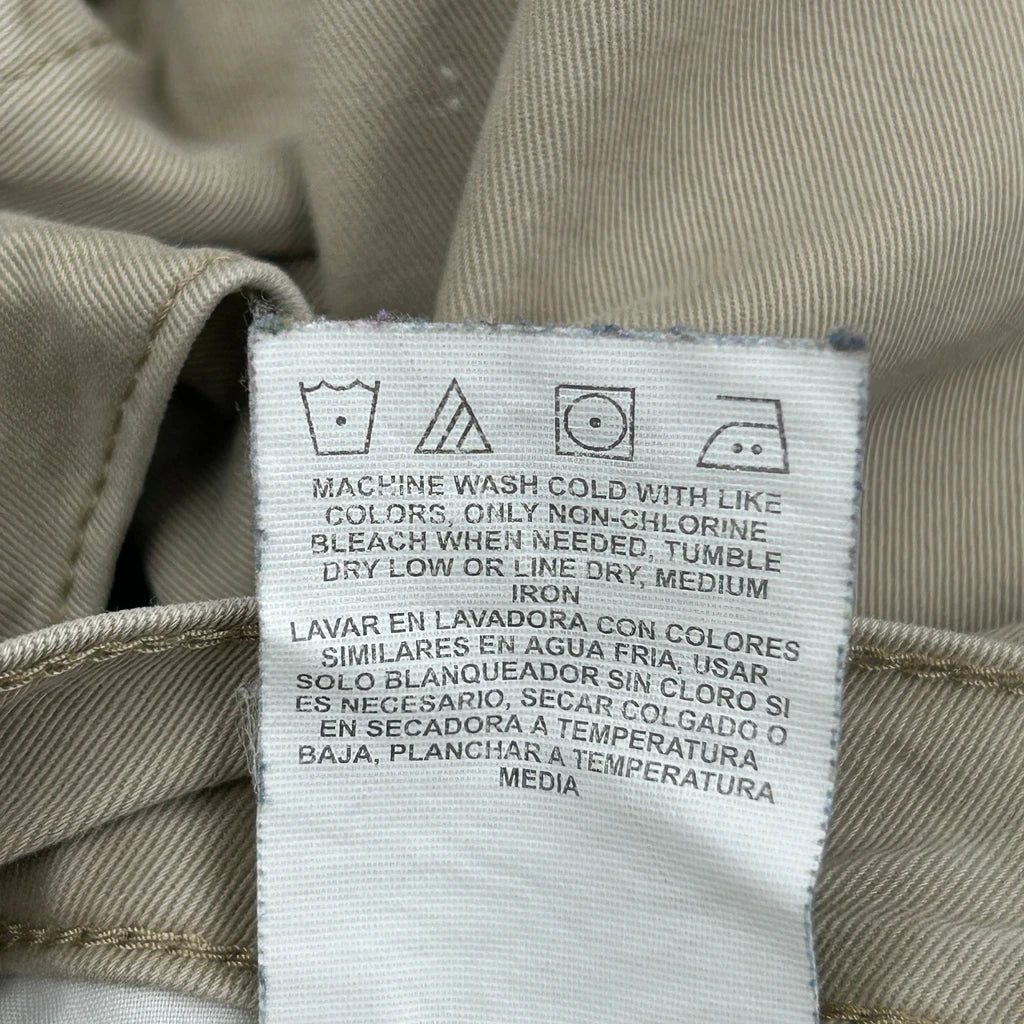 MACHINE WASH COLD WITH LIKE
COLORS, ONLY NON-CHLORINE
BLEACH WHEN NEEDED, TUMBLE
DRY LOW OR LINE DRY, MEDIUM
IRON
LAVAR EN LAVADORA CON COLORES
SIMILARES EN AGUA FRIA, USAR
SOLO BLANQUEADOR SIN CLORO SI
ES NECESARIO, SECAR COLGADO O
EN SECADORA A TEMPERATURA
BAJA, PLANCHAR A TEMPERATURA
MEDIA